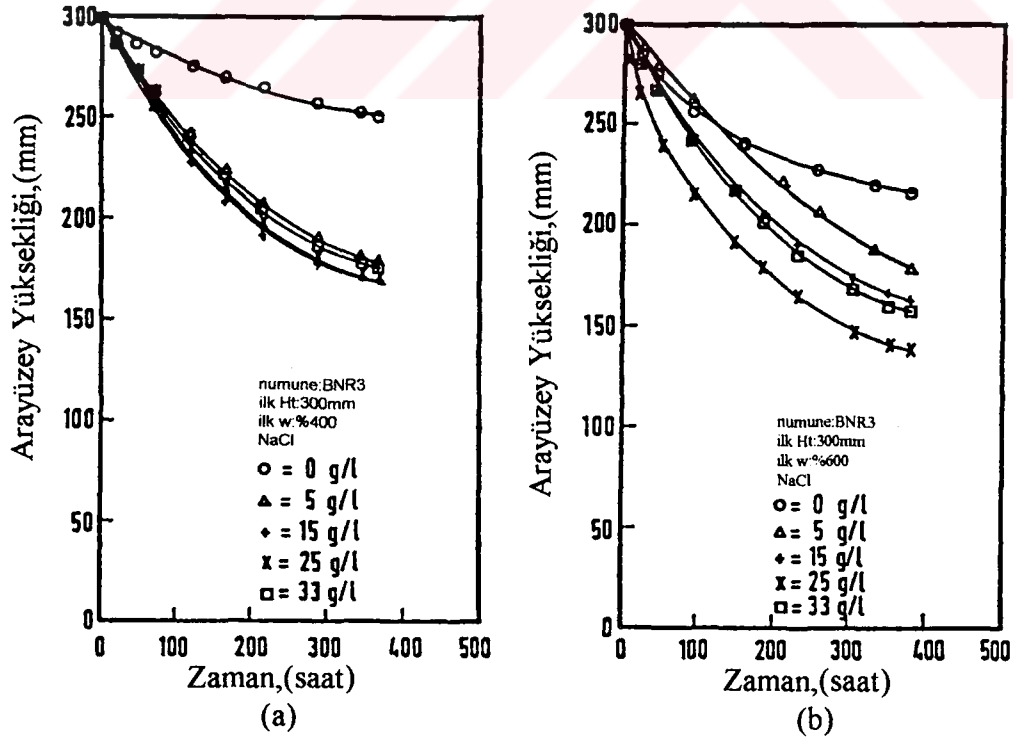 Arayüzey Yüksekliği,(mm)
300
250
200
150
100
50
0
numune:BNR3
ilk Ht:300mm
ilk w:%400
NaCl
= 0 g/l
= 5 g/l
= 15 g/l
= 25 g/l
= 33 g/l
0 100 200 300 400 500
Zaman,(saat)
(a)
Arayüzey Yüksekliği,(mm)
300
250
200
150
100
50
0
numune:BNR3
ilk Ht:300mm
ilk w:%600
NaCl
= 0 g/l
= 5 g/l
= 15 g/l
= 25 g/l
= 33 g/l
0 100 200 300 400 500
Zaman,(saat)
(b)